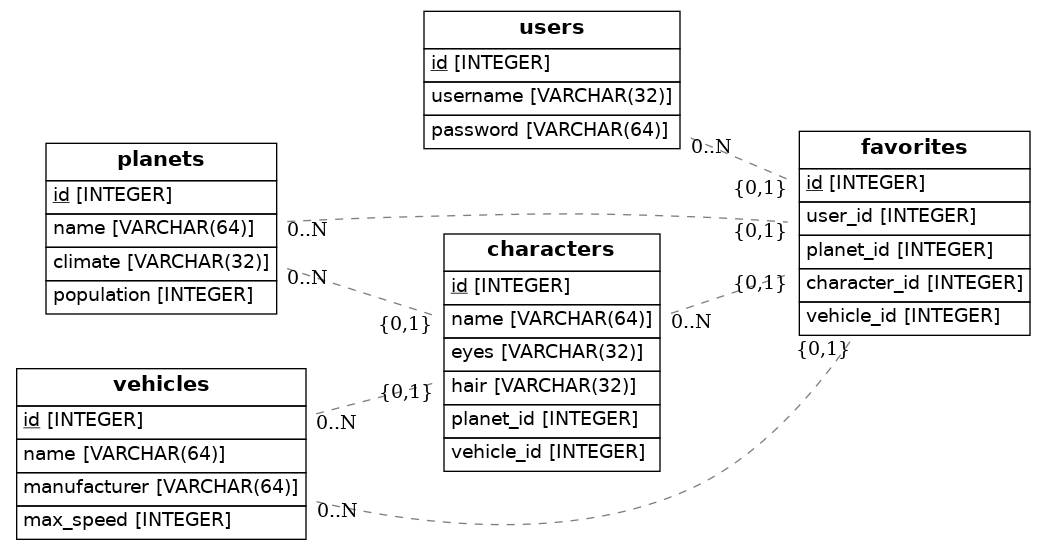 users
id [INTEGER]
username [VARCHAR(32)]
password [VARCHAR(64)]
0..N
{0,1}
favorites
id [INTEGER]
user_id [INTEGER]
planet_id [INTEGER]
character_id [INTEGER]
vehicle_id [INTEGER]
planets
id [INTEGER]
name [VARCHAR(64)]
climate [VARCHAR(32)]
population [INTEGER]
0..N
{0,1}
0..N
{0,1}
characters
id [INTEGER]
name [VARCHAR(64)]
eyes [VARCHAR(32)]
hair [VARCHAR(32)]
planet_id [INTEGER]
vehicle_id [INTEGER]
0..N
{0,1}
vehicles
id [INTEGER]
name [VARCHAR(64)]
manufacturer [VARCHAR(64)]
max_speed [INTEGER]
0..N
{0,1}
0..N
{0,1}